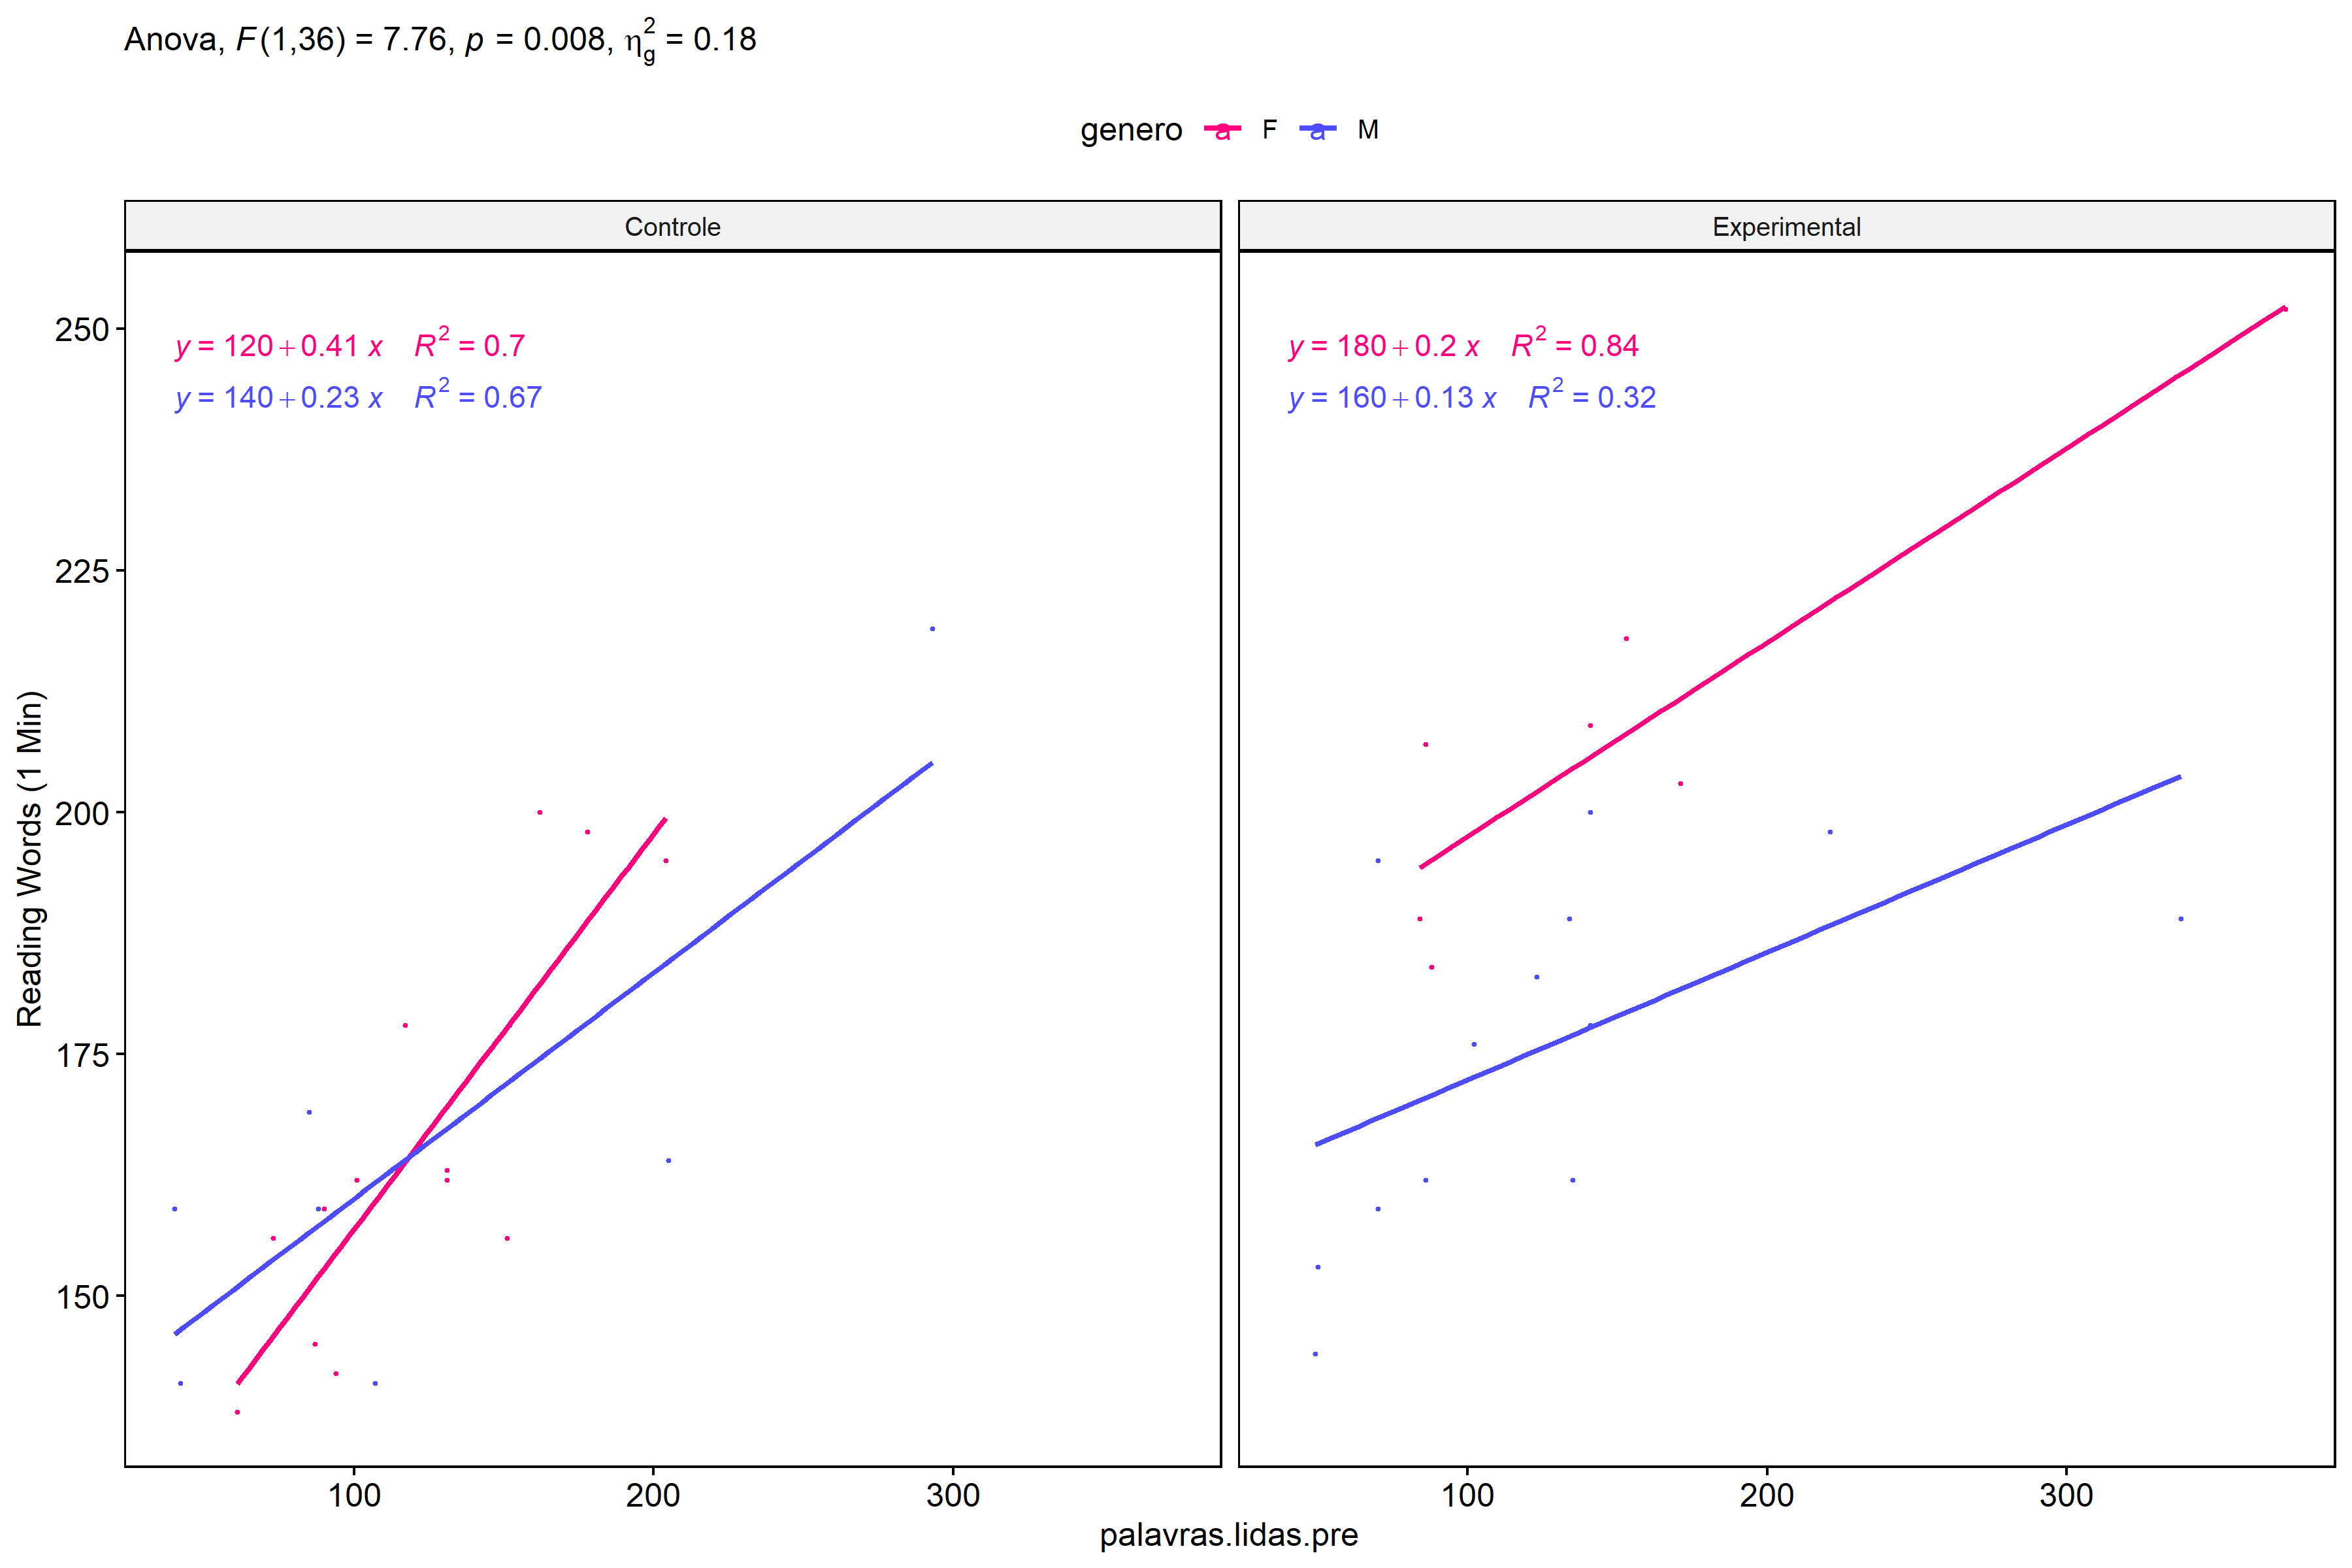 Anova, F(1,36) = 7.76, p = 0.008, η²g = 0.18
genero a F a M
Controle
Experimental
y = 120 + 0.41 x R² = 0.7
y = 140 + 0.23 x R² = 0.67
y = 180 + 0.2 x R² = 0.84
y = 160 + 0.13 x R² = 0.32
Reading Words (1 Min)
250
225
200
175
150
100 200 300
100 200 300
palavras.lidas.pre